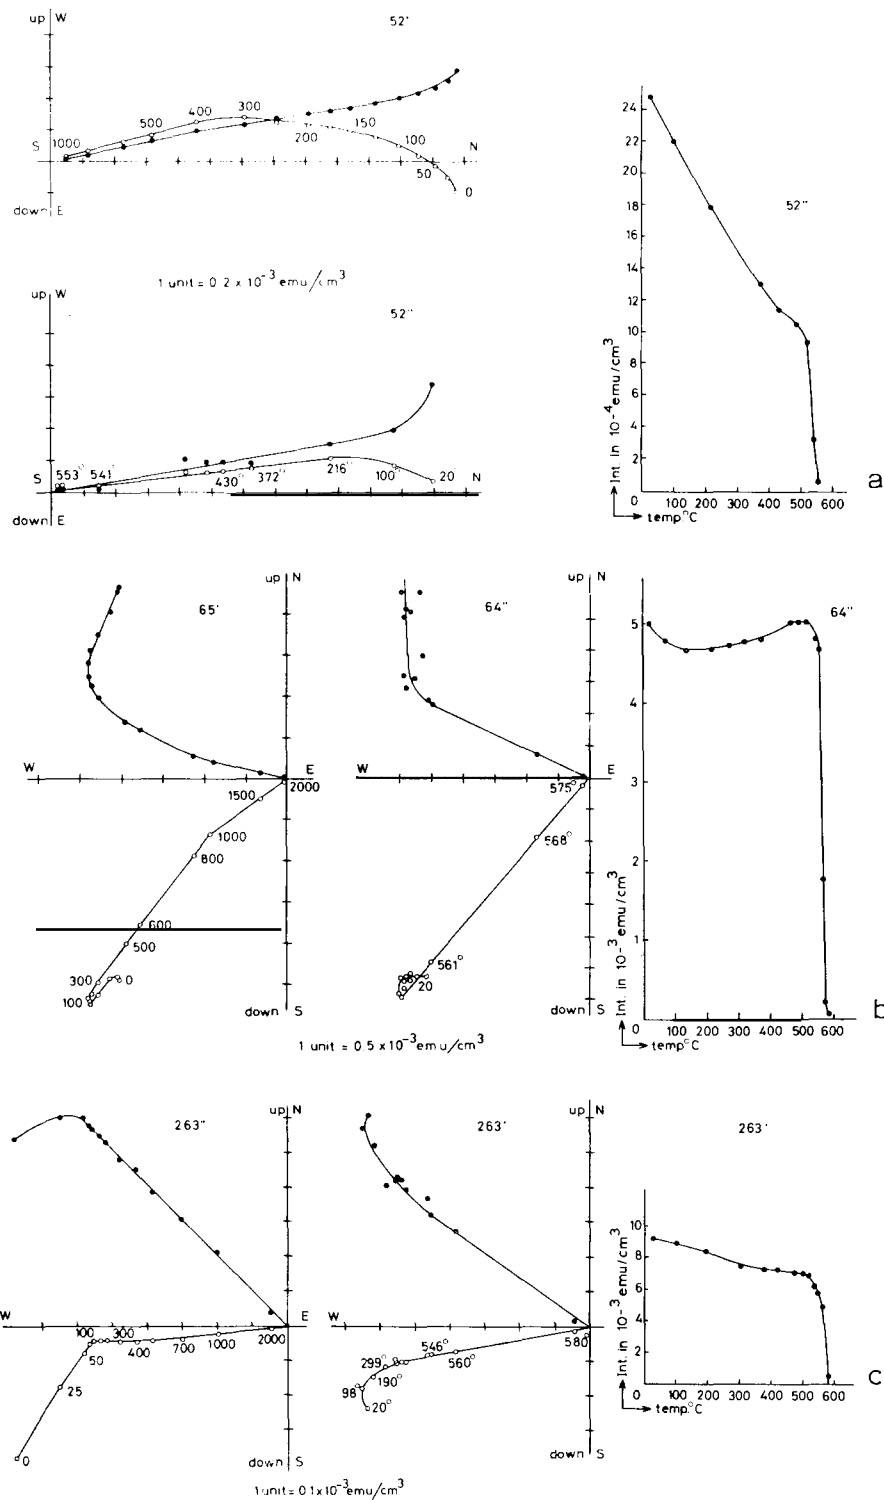 up W
52'
300
400
500
1000
S
N
200
150
100
50
0
down E
1 unit = 0.2 x 10⁻³ emu/cm³
up W
52"
S
N
553°
541°
430°
372°
216°
100°
20°
down E
24
22
20
18
16
14
12
10
8
6
4
2
0
Int. in 10⁻⁴ emu/cm³
52"
100 200 300 400 500 600
temp°C
a
up N
65'
W
E
2000
1500
1000
800
600
500
300
0
100
down S
up N
64"
W
E
575°
568°
561°
20
down S
1 unit = 0.5 x 10⁻³ emu/cm³
64"
5
4
3
2
1
0
Int. in 10⁻³ emu/cm³
100 200 300 400 500 600
temp°C
b
up N
263"
W
E
100
300
50
400
700
1000
2000
25
0
down S
up N
263'
W
E
580°
546°
560°
299°
190°
98
20°
down S
1 unit = 0.1 x 10⁻³ emu/cm³
263'
10
8
6
4
2
0
Int. in 10⁻³ emu/cm³
100 200 300 400 500 600
temp.°C
c